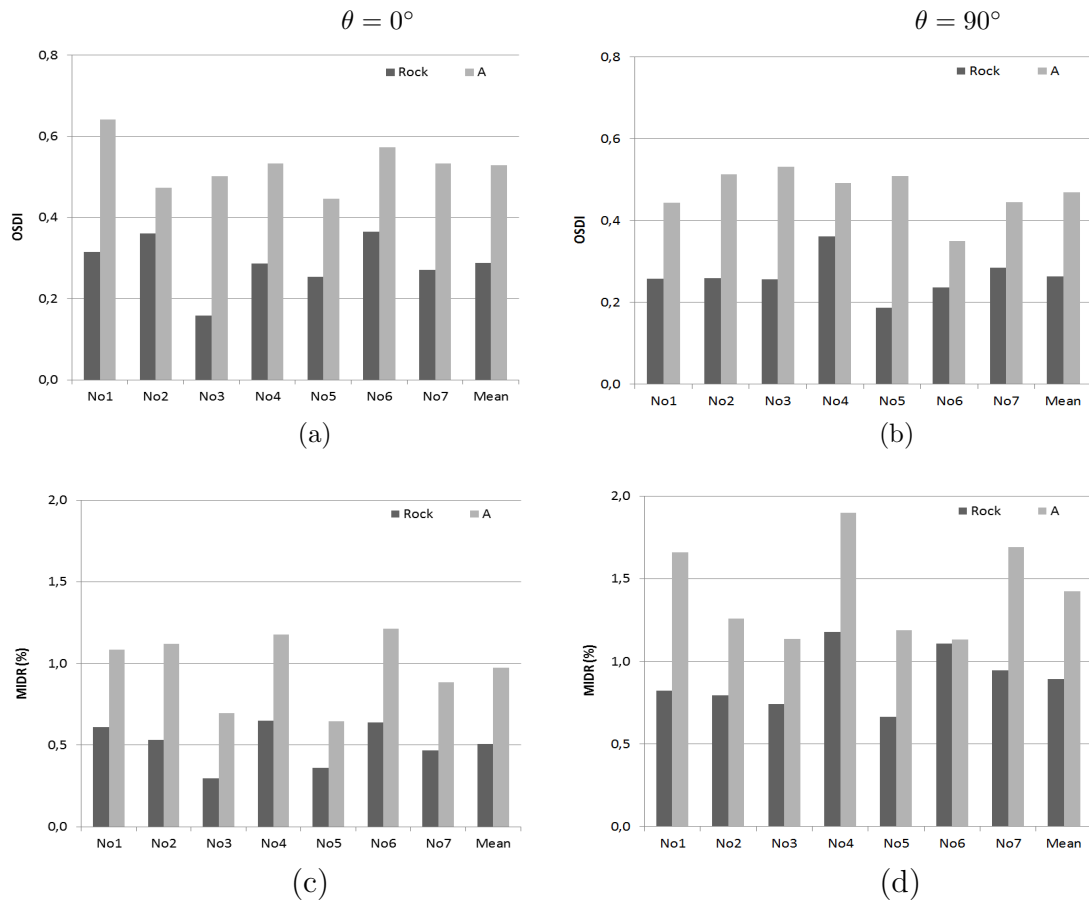 θ = 0°
θ = 90°
0,8
Rock A
0,6
0,4
0,2
0,0
OSDI
No1 No2 No3 No4 No5 No6 No7 Mean
(a)
0,8
Rock A
0,6
0,4
0,2
0,0
OSDI
No1 No2 No3 No4 No5 No6 No7 Mean
(b)
2,0
Rock A
1,5
1,0
0,5
0,0
MIDR (%)
No1 No2 No3 No4 No5 No6 No7 Mean
(c)
2,0
Rock A
1,5
1,0
0,5
0,0
MIDR (%)
No1 No2 No3 No4 No5 No6 No7 Mean
(d)